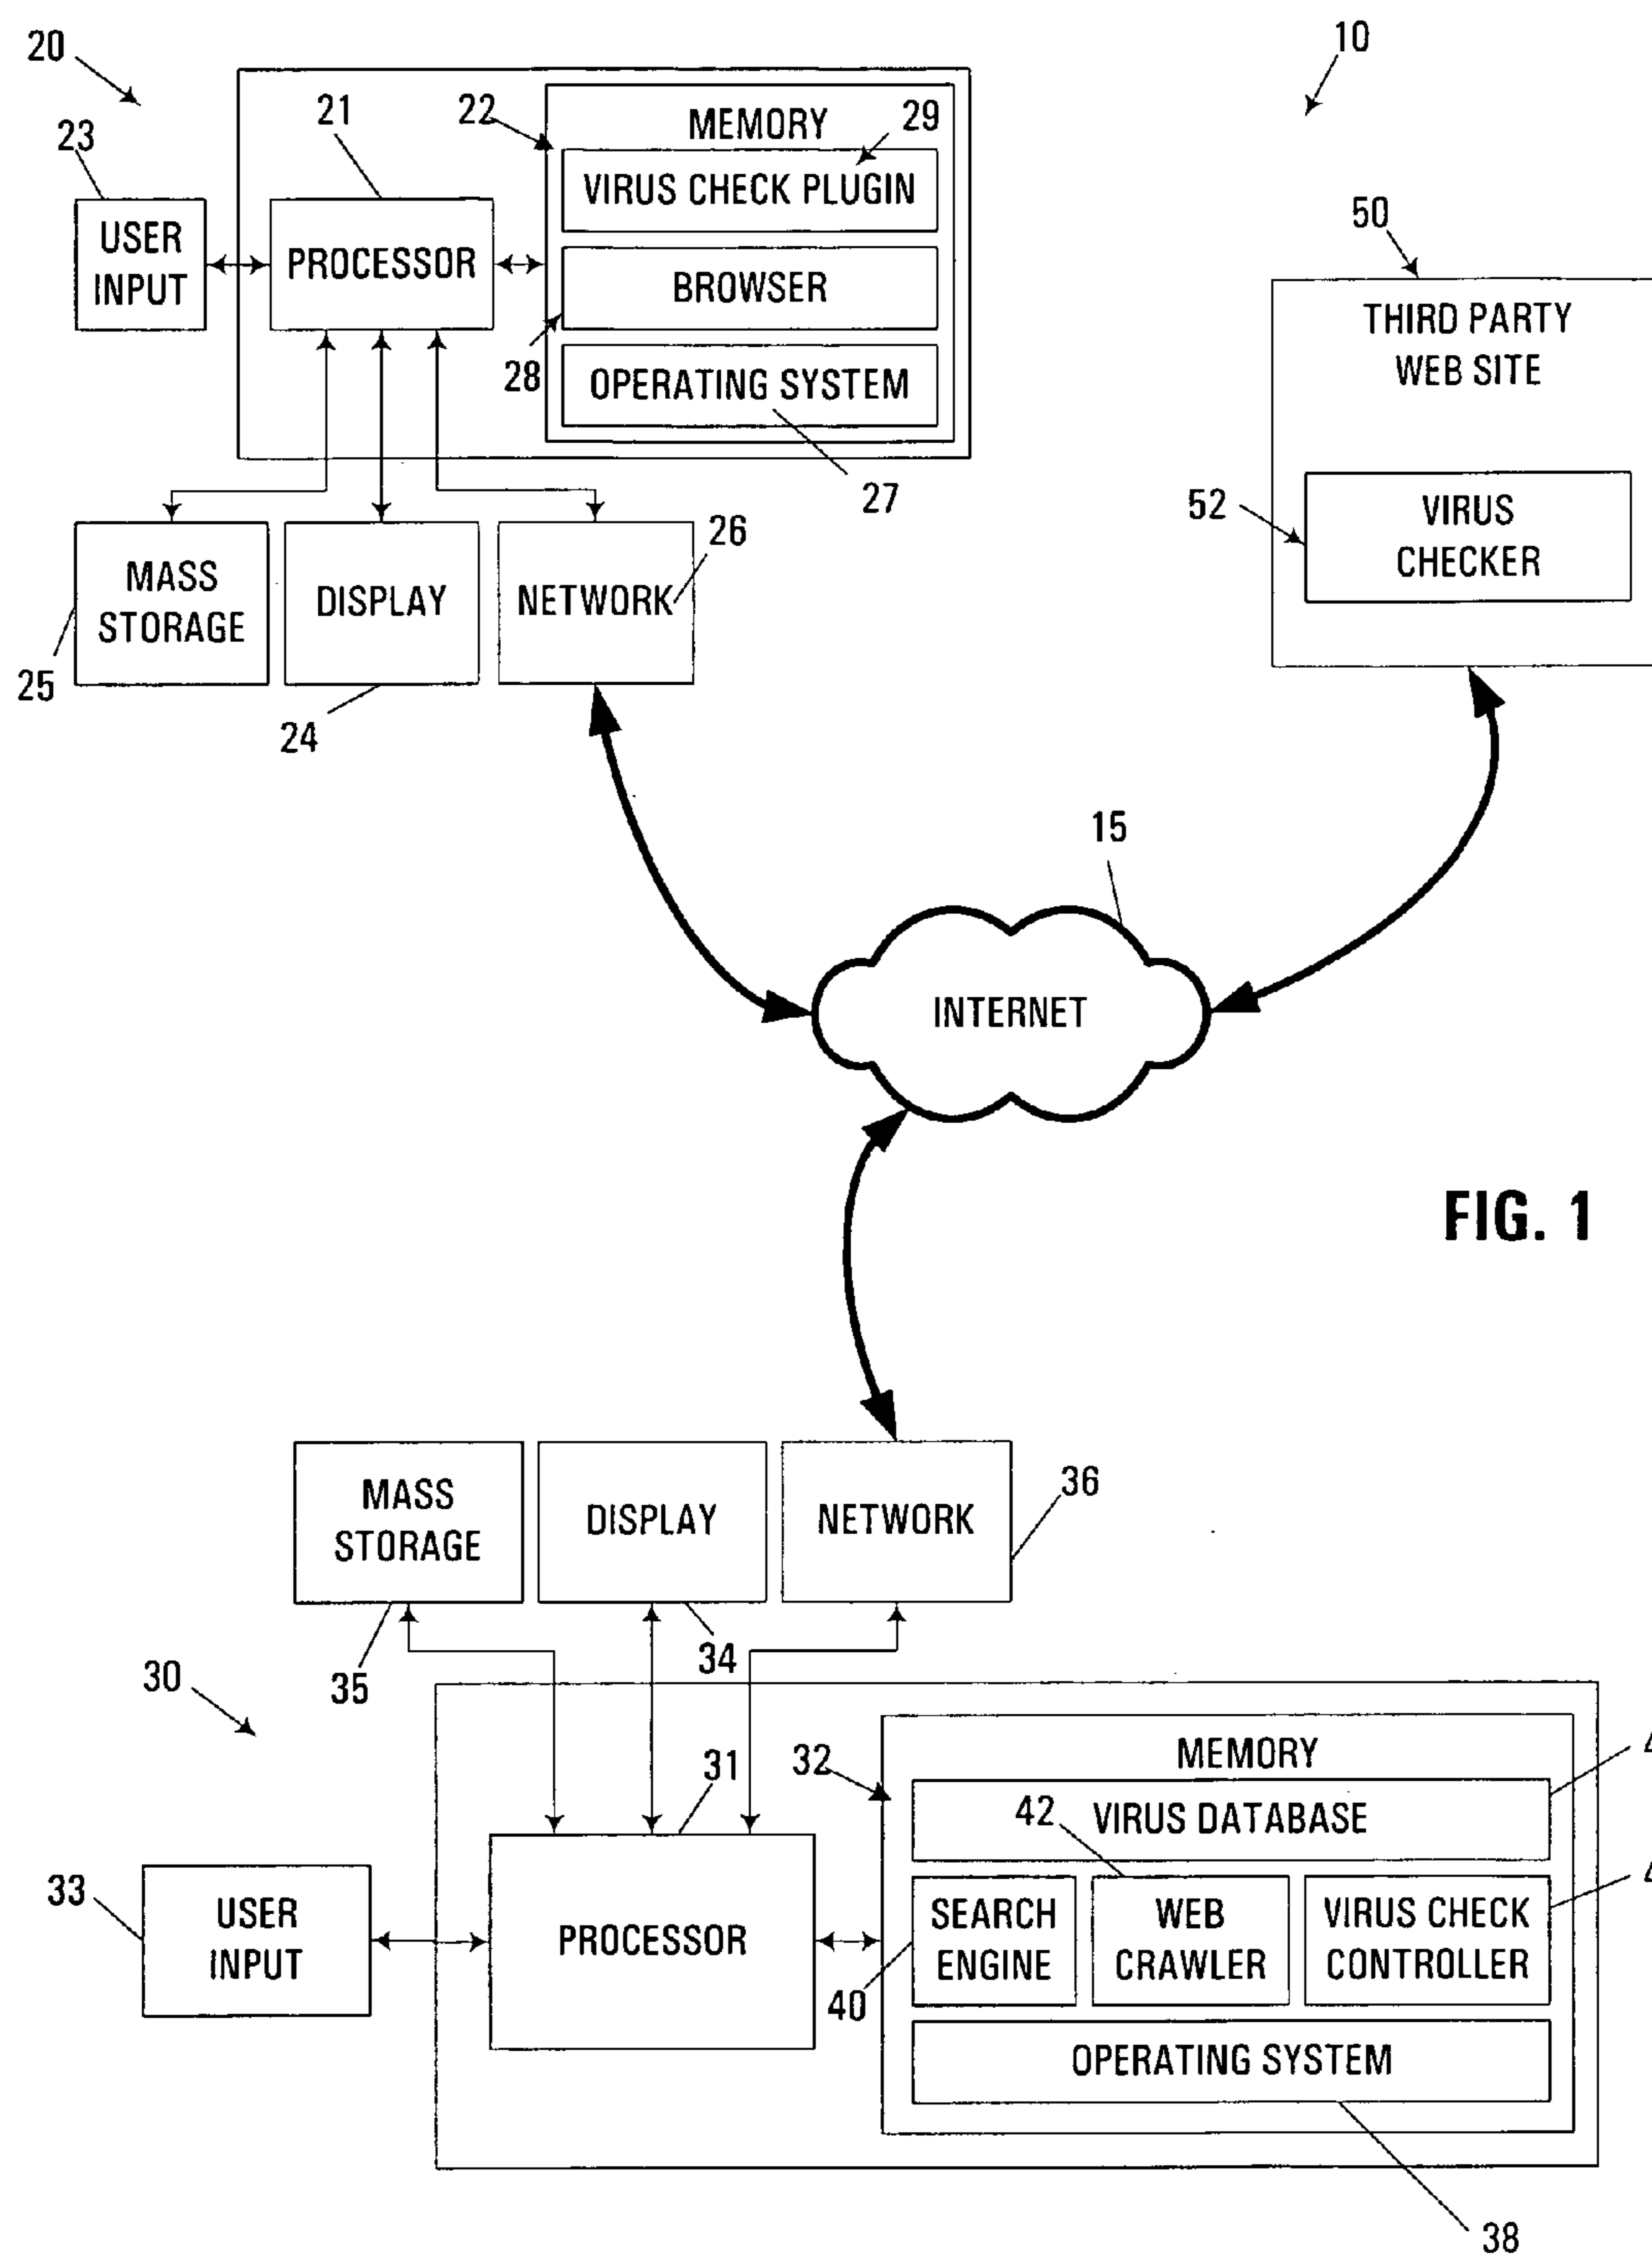 20
10
23
21
22
MEMORY
29
VIRUS CHECK PLUGIN
USER
INPUT
PROCESSOR
BROWSER
28
OPERATING SYSTEM
27
50
THIRD PARTY
WEB SITE
52
VIRUS
CHECKER
MASS
STORAGE
25
DISPLAY
24
NETWORK
26
15
INTERNET
FIG. 1
MASS
STORAGE
35
DISPLAY
34
NETWORK
36
30
31
32
MEMORY
VIRUS DATABASE
42
33
USER
INPUT
PROCESSOR
SEARCH
ENGINE
40
WEB
CRAWLER
VIRUS CHECK
CONTROLLER
OPERATING SYSTEM
38